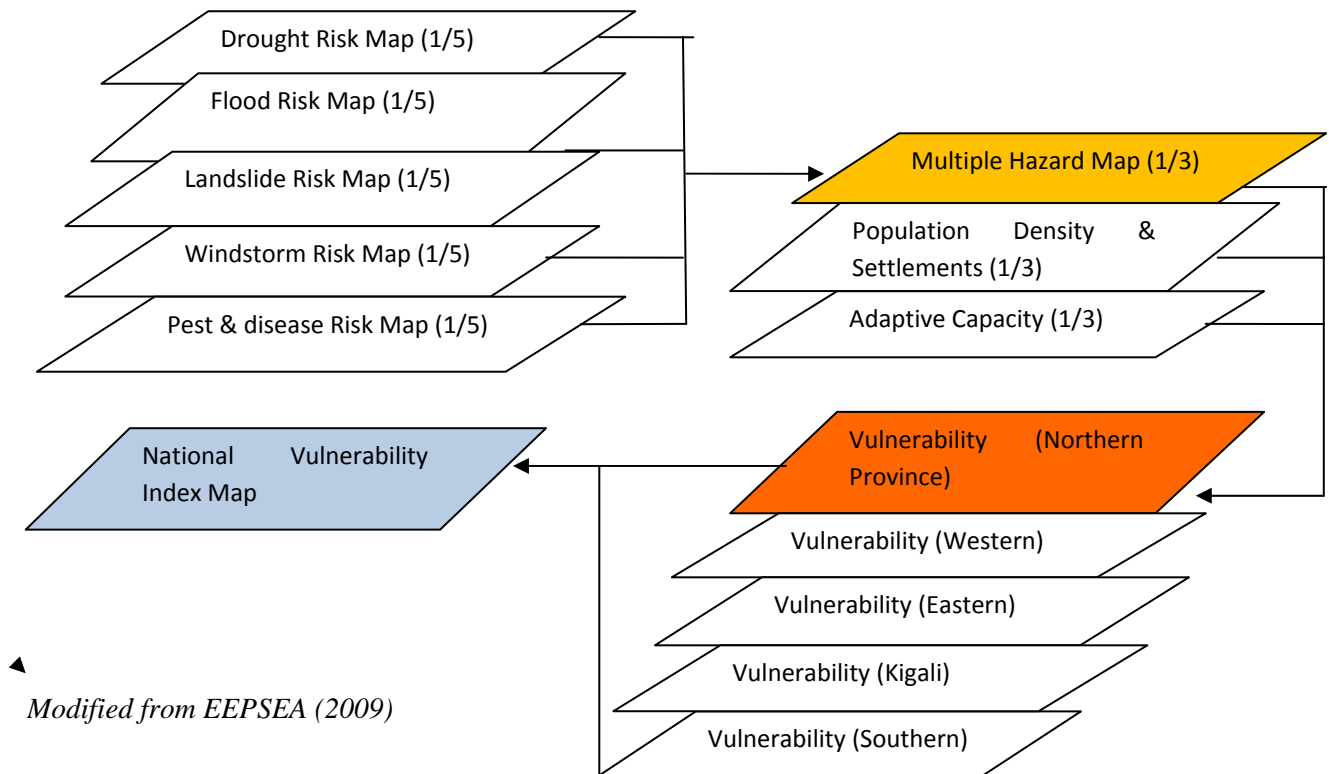 Drought Risk Map (1/5)
Flood Risk Map (1/5)
Landslide Risk Map (1/5)
Windstorm Risk Map (1/5)
Pest & disease Risk Map (1/5)
Multiple Hazard Map (1/3)
Population Density &
Settlements (1/3)
Adaptive Capacity (1/3)
Vulnerability (Northern
Province)
Vulnerability (Western)
Vulnerability (Eastern)
Vulnerability (Kigali)
Vulnerability (Southern)
National Vulnerability
Index Map
Modified from EEPSEA (2009)